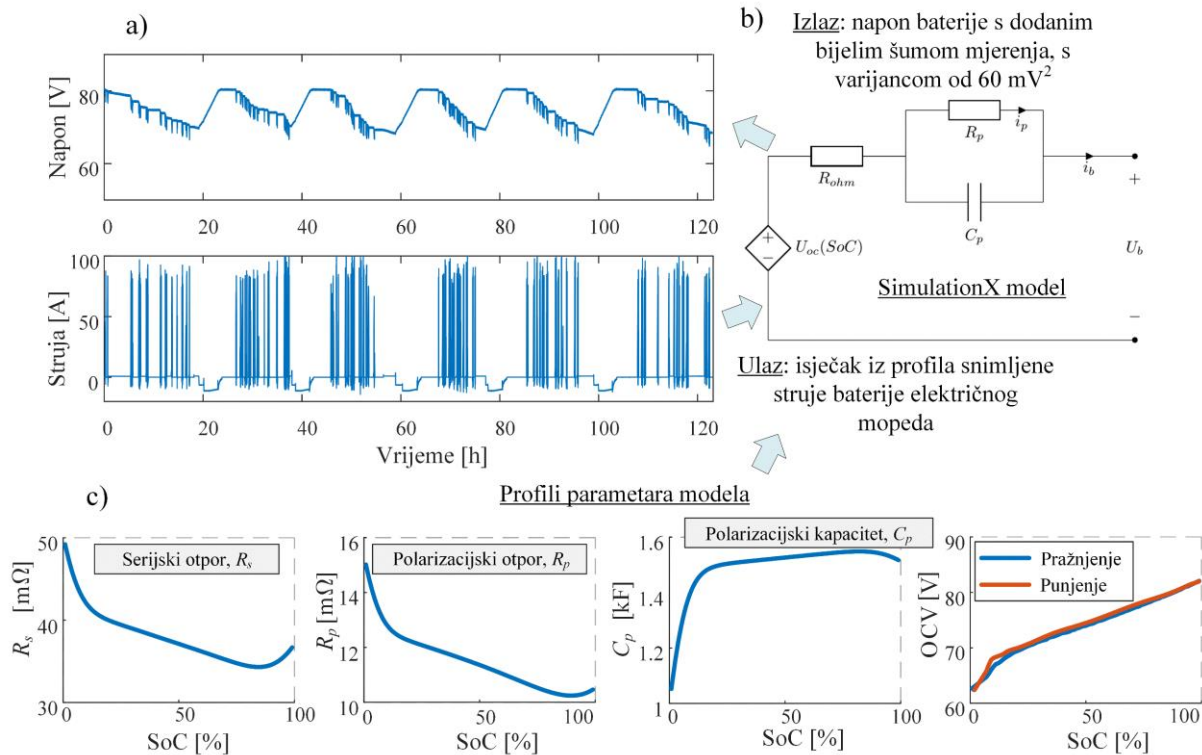 a)
Napon [V]
80
60
0
20
40
60
80
100
120
Struja [A]
100
50
0
0
20
40
60
80
100
120
Vrijeme [h]
b)
Izlaz: napon baterije s dodanim
bijelim šumom mjerenja, s
varijancom od 60 mV²
R_p
i_p
R_ohm
C_p
i_b
+
+
−
U_oc(SoC)
U_b
−
SimulationX model
Ulaz: isječak iz profila snimljene
struje baterije električnog
mopeda
c)
Profili parametara modela
Serijski otpor, R_s
R_s [mΩ]
50
40
30
0
50
100
SoC [%]
Polarizacijski otpor, R_p
R_p [mΩ]
16
14
12
10
0
50
100
SoC [%]
Polarizacijski kapacitet, C_p
C_p [kF]
1.6
1.4
1.2
1
0
50
100
SoC [%]
Pražnjenje
Punjenje
OCV [V]
90
80
70
60
0
50
100
SoC [%]